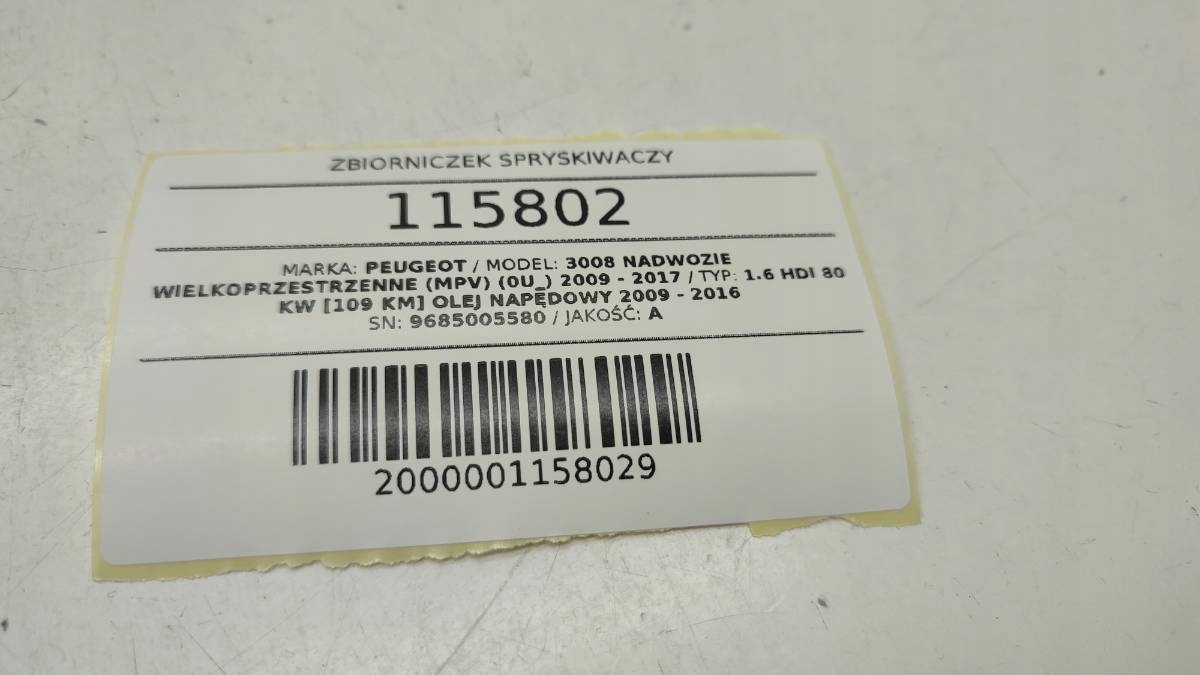 ZBIORNICZEK SPRYSKIWACZY
115802
MARKA: PEUGEOT / MODEL: 3008 NADWOZIE
WIELKOPRZESTRZENNE (MPV) (0U_) 2009 - 2017 / TYP: 1.6 HDI 80
KW [109 KM] OLEJ NAPĘDOWY 2009 - 2016
SN: 9685005580 / JAKOŚĆ: A
2000001158029